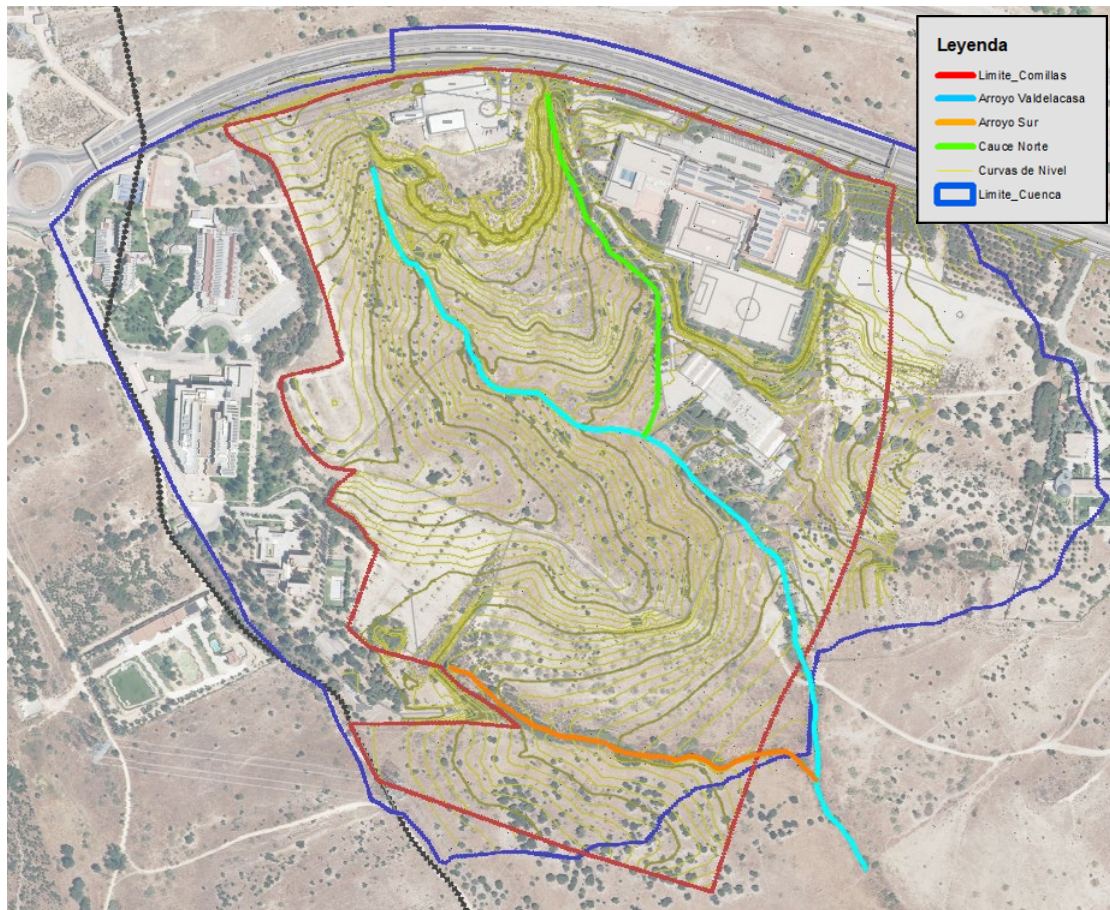 Leyenda
Limite_Comillas
Arroyo Valdelacasa
Arroyo Sur
Cauce Norte
Curvas de Nivel
Limite_Cuenca